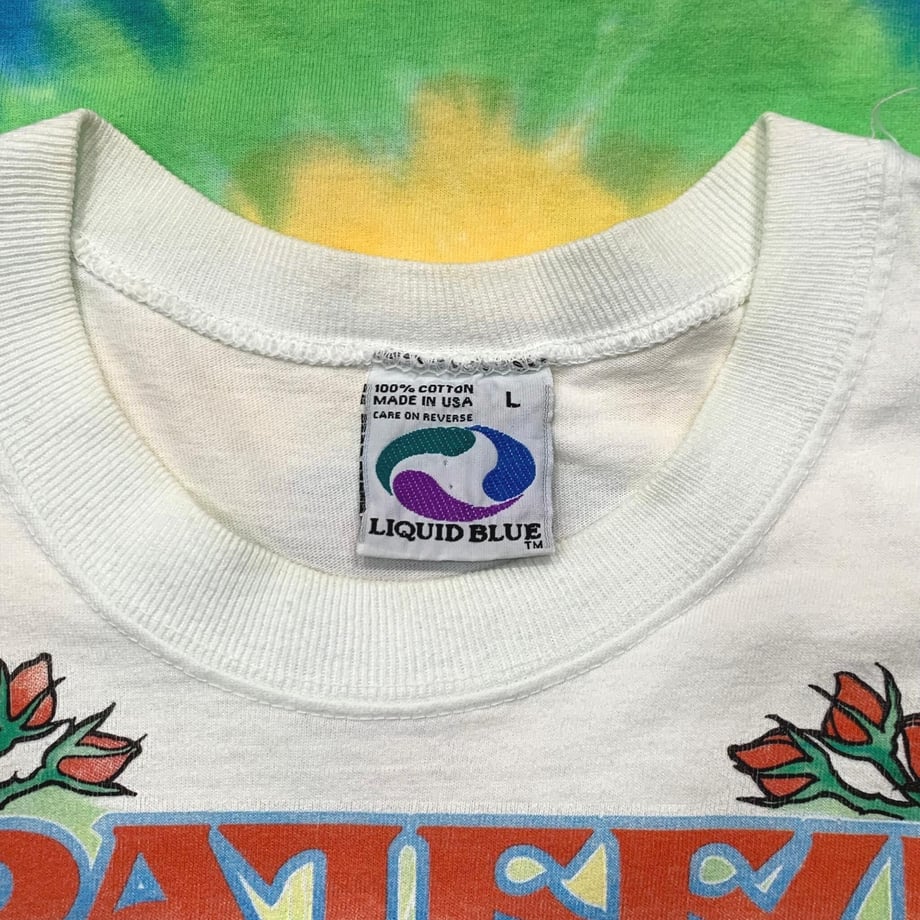 100% COTTON
MADE IN USA
L
CARE ON REVERSE
LIQUID BLUE
TM